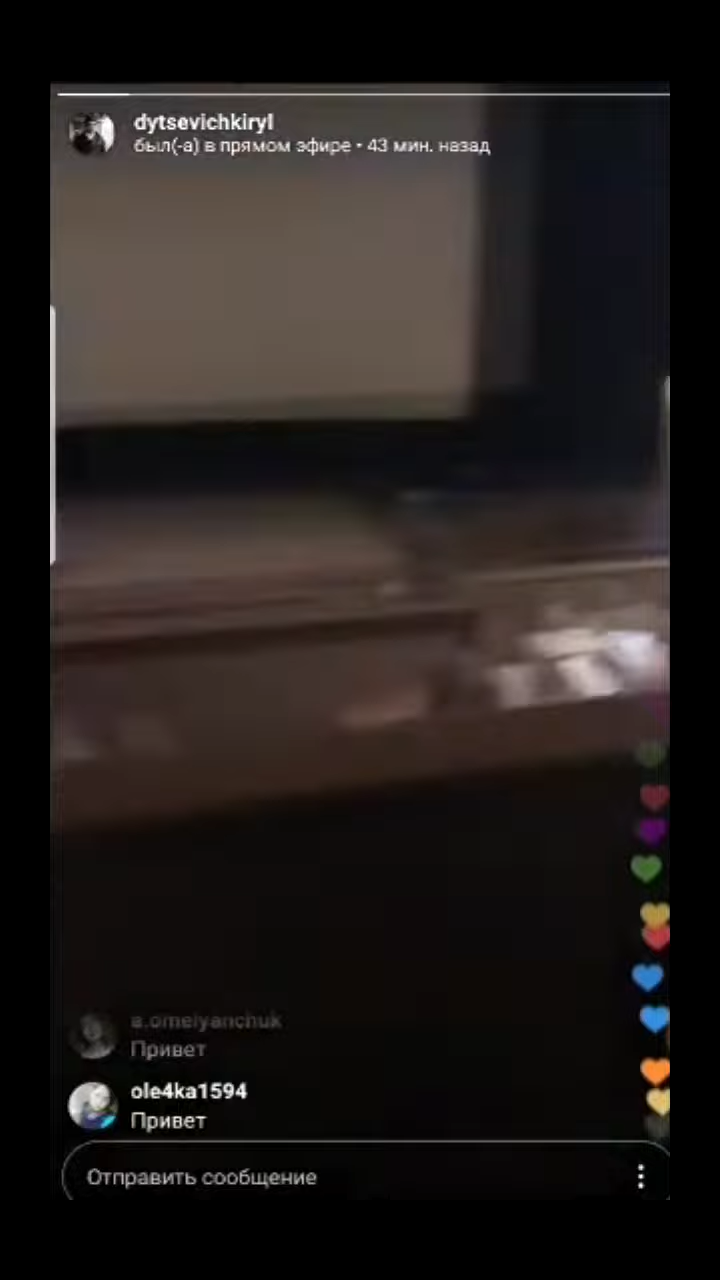 dytsevichkiryl
был(-а) в прямом эфире • 43 мин. назад
a.omelyanchuk
Привет
ole4ka1594
Привет
Отправить сообщение